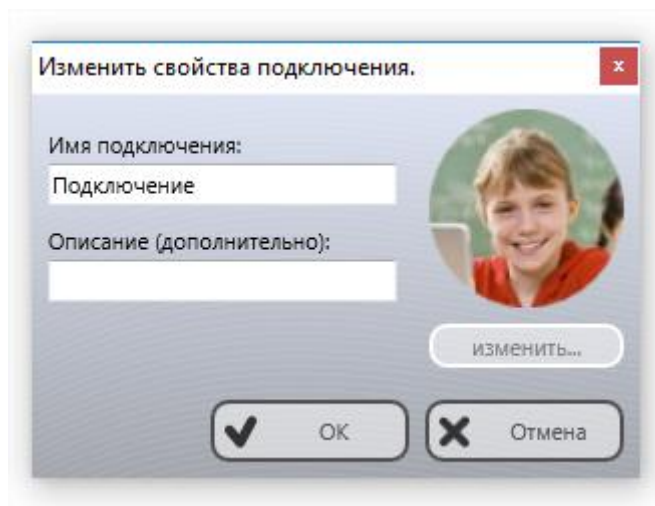 Изменить свойства подключения.
x
Имя подключения:
Подключение
Описание (дополнительно):
изменить...
OK
Отмена